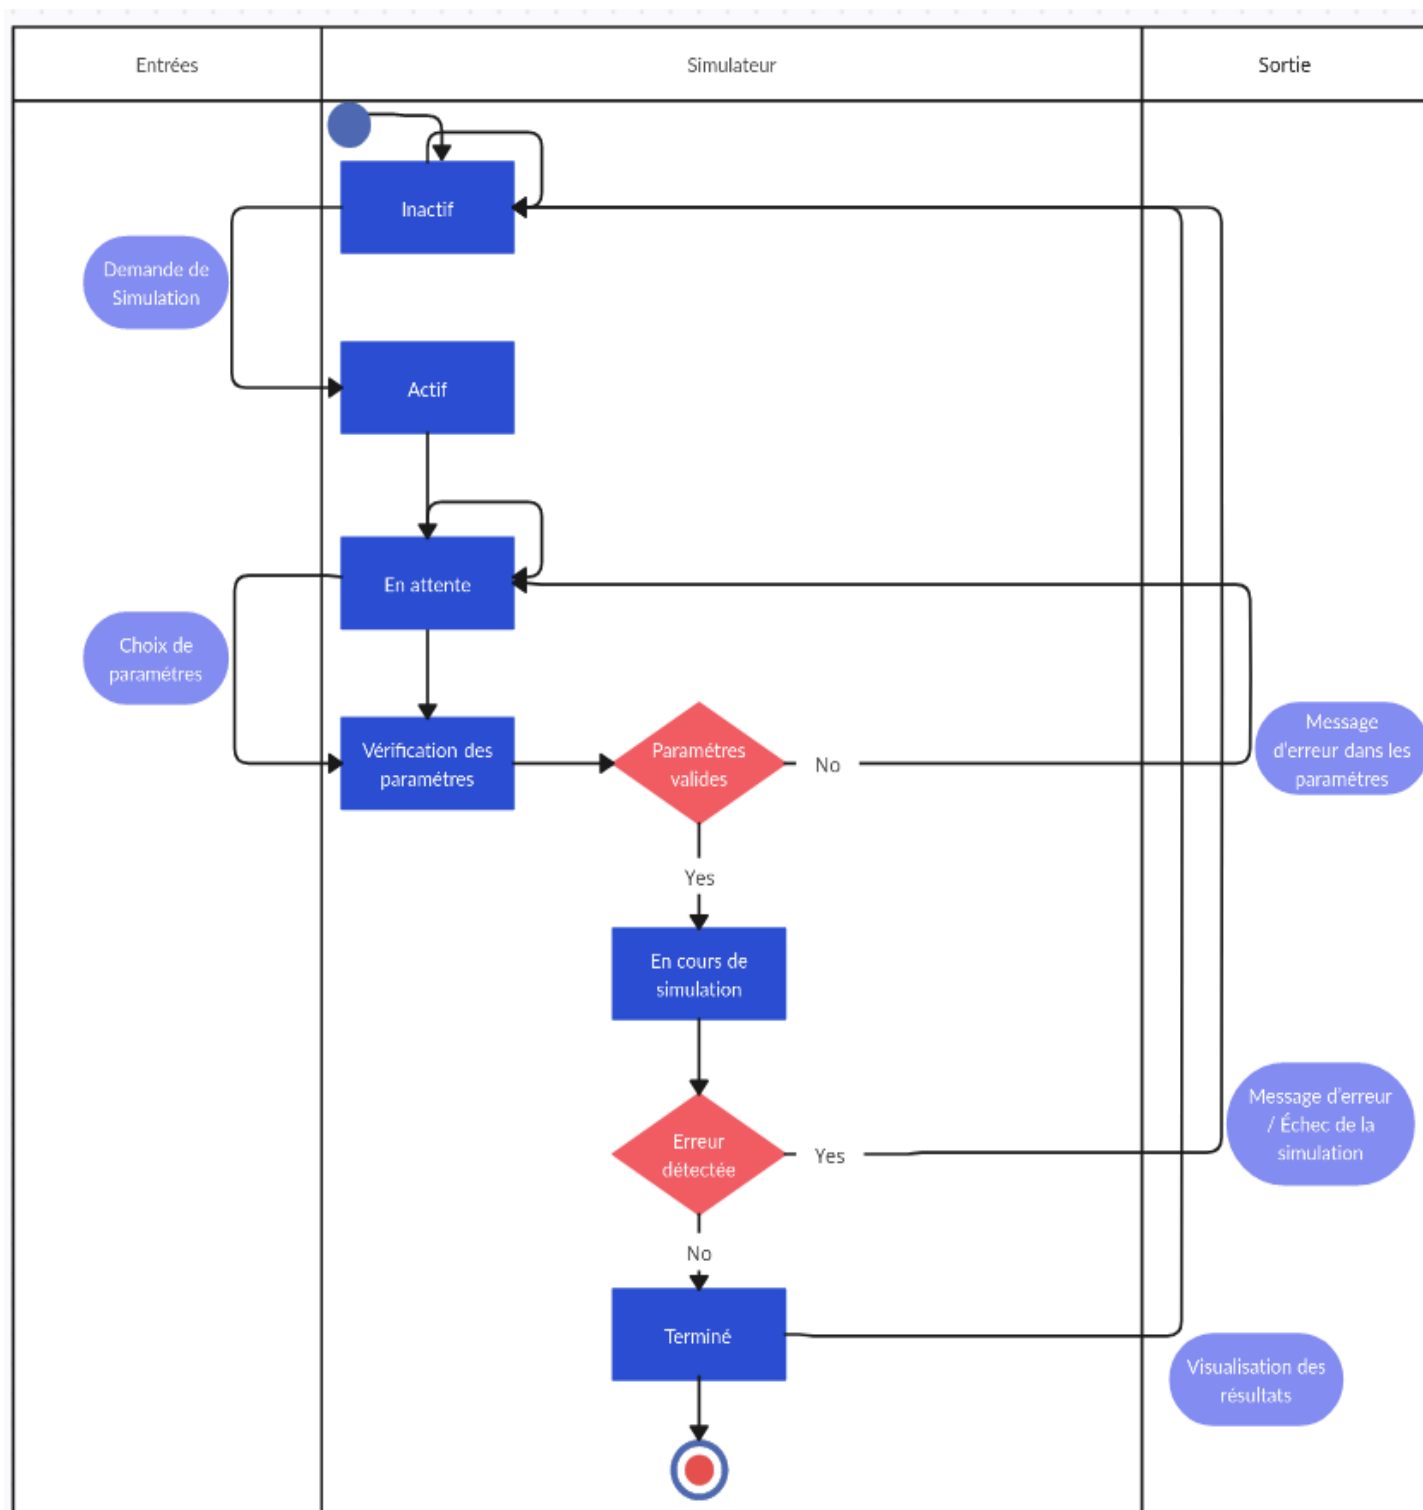 Entrées
Simulateur
Sortie
Inactif
Demande de
Simulation
Actif
En attente
Choix de
paramétres
Vérification des
paramétres
Paramétres
valides
No
Message
d'erreur dans les
paramétres
Yes
En cours de
simulation
Erreur
détectée
Yes
Message d'erreur
/ Échec de la
simulation
No
Terminé
Visualisation des
résultats